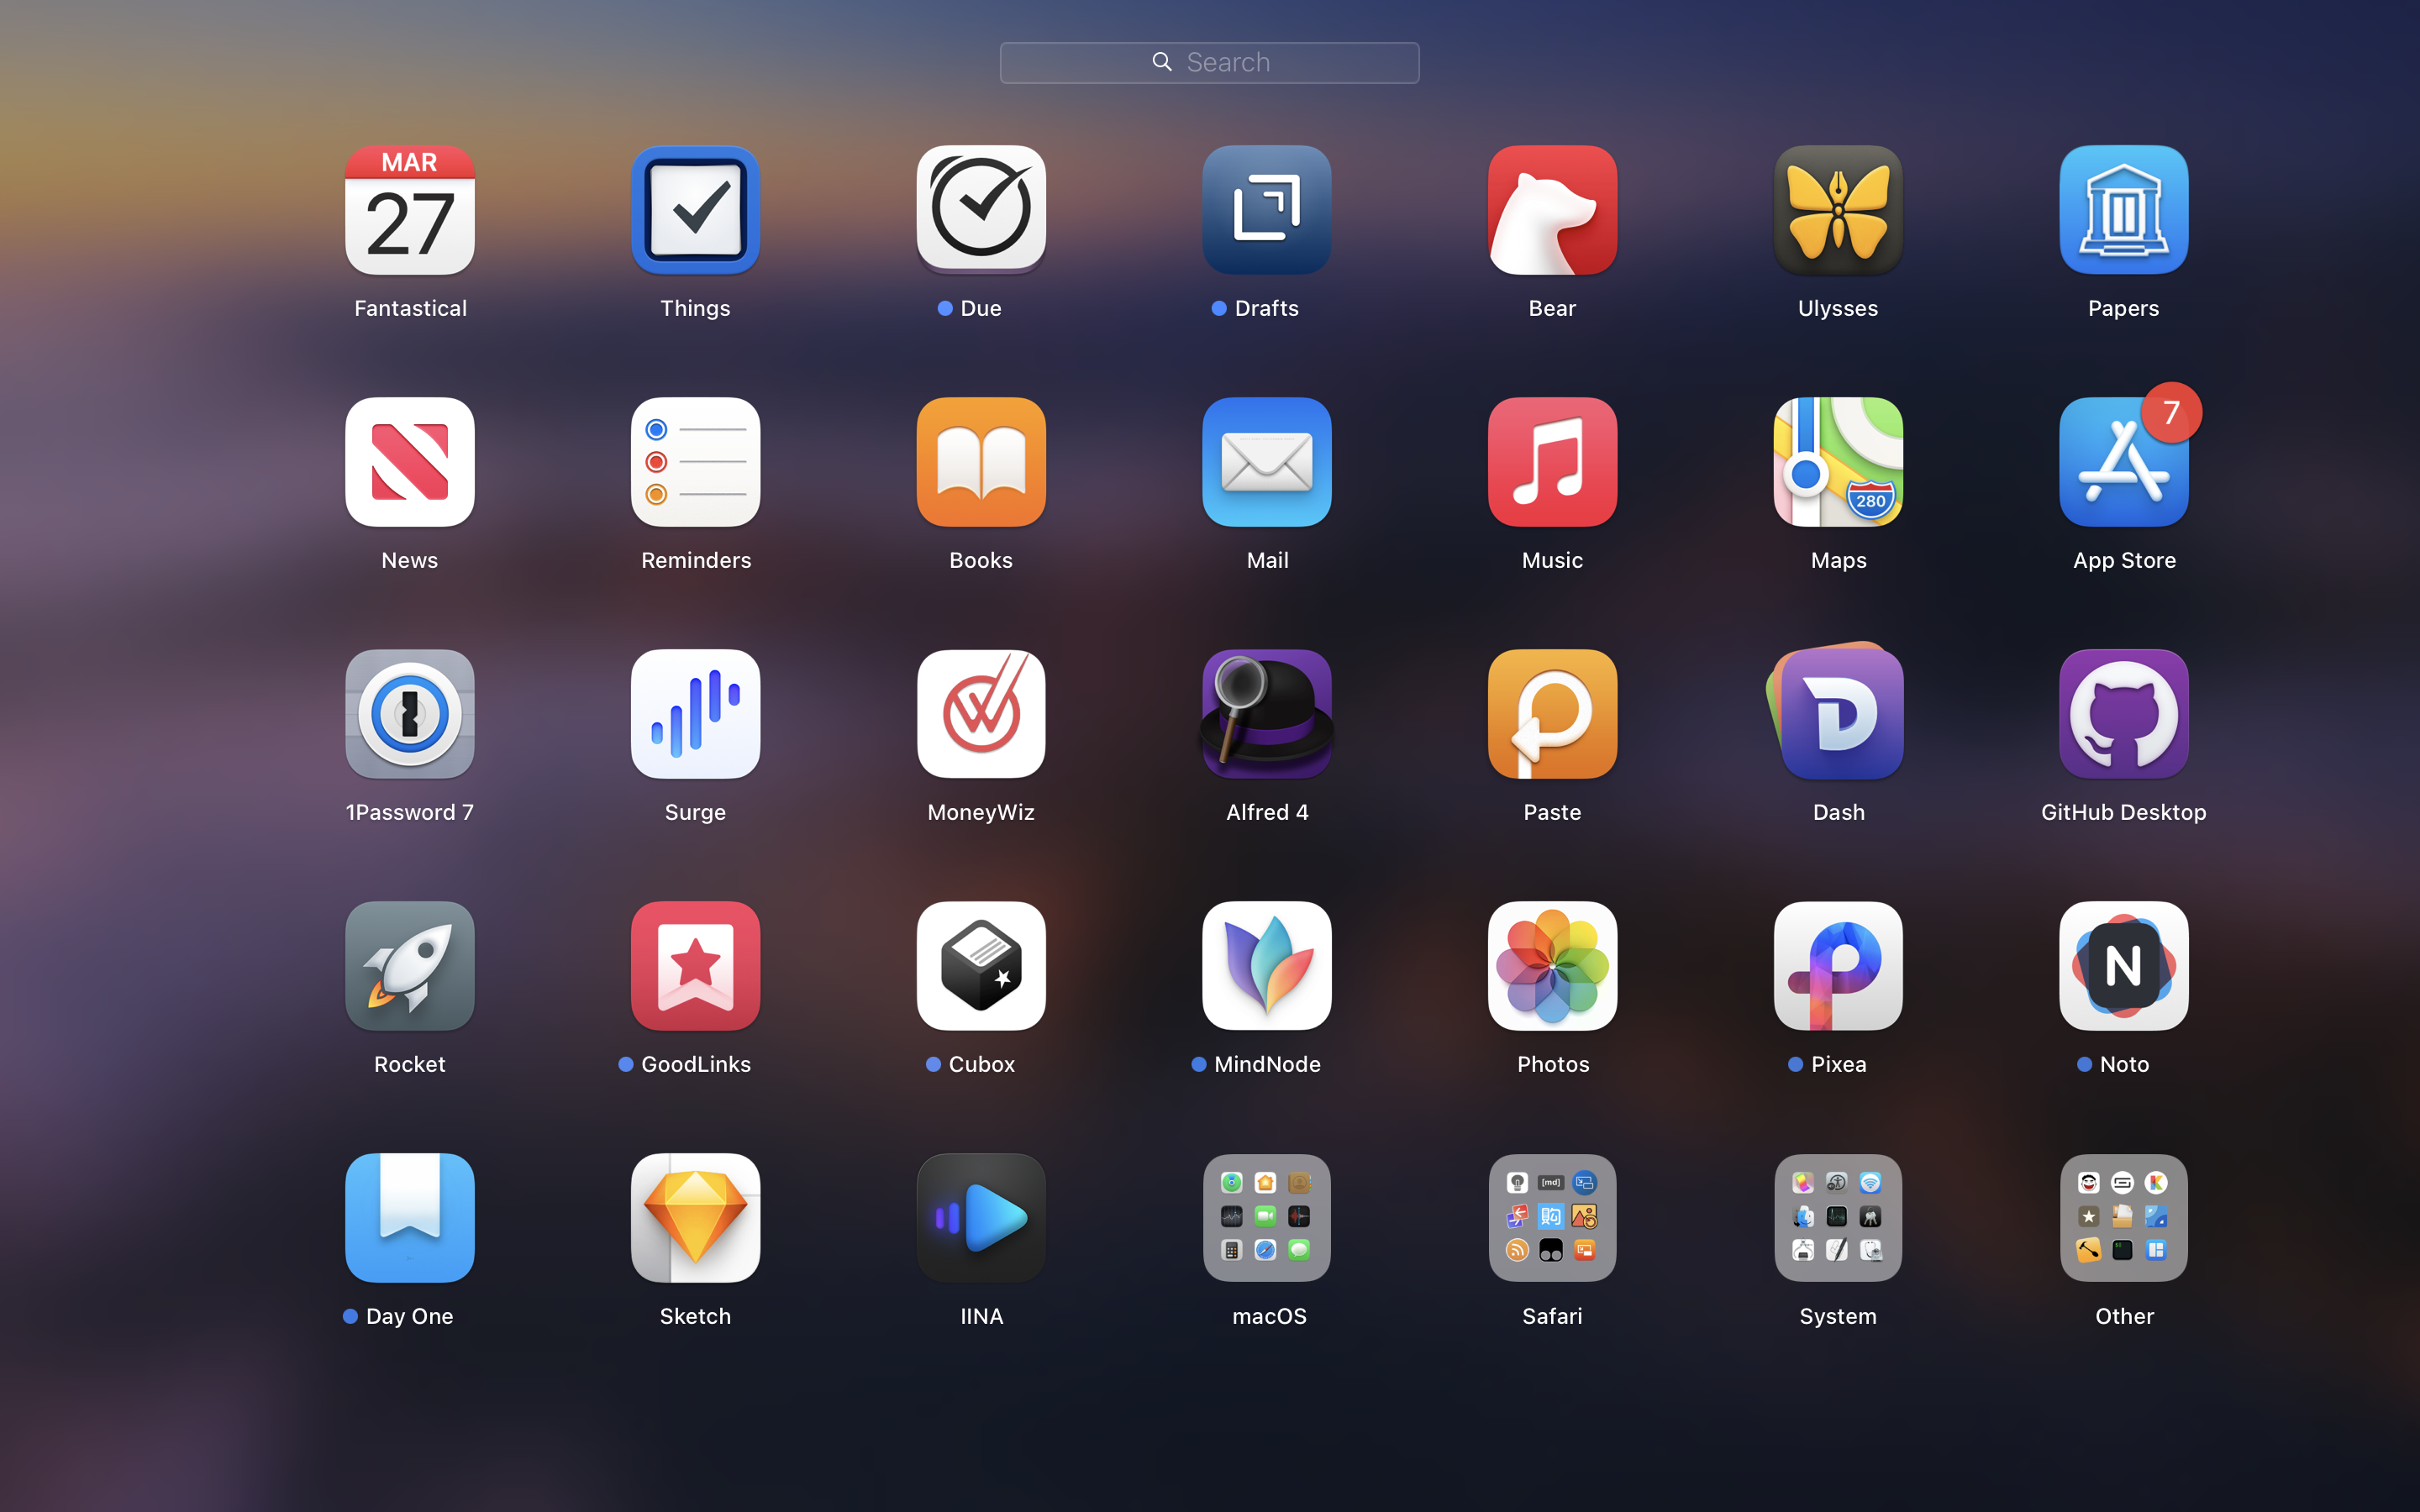 Search
MAR
27
Fantastical
Things
Due
Drafts
Bear
Ulysses
Papers
7
280
News
Reminders
Books
Mail
Music
Maps
App Store
1Password 7
Surge
MoneyWiz
Alfred 4
Paste
Dash
GitHub Desktop
N
Rocket
GoodLinks
Cubox
MindNode
Photos
Pixea
Noto
[md]
购
Day One
Sketch
IINA
macOS
Safari
System
Other